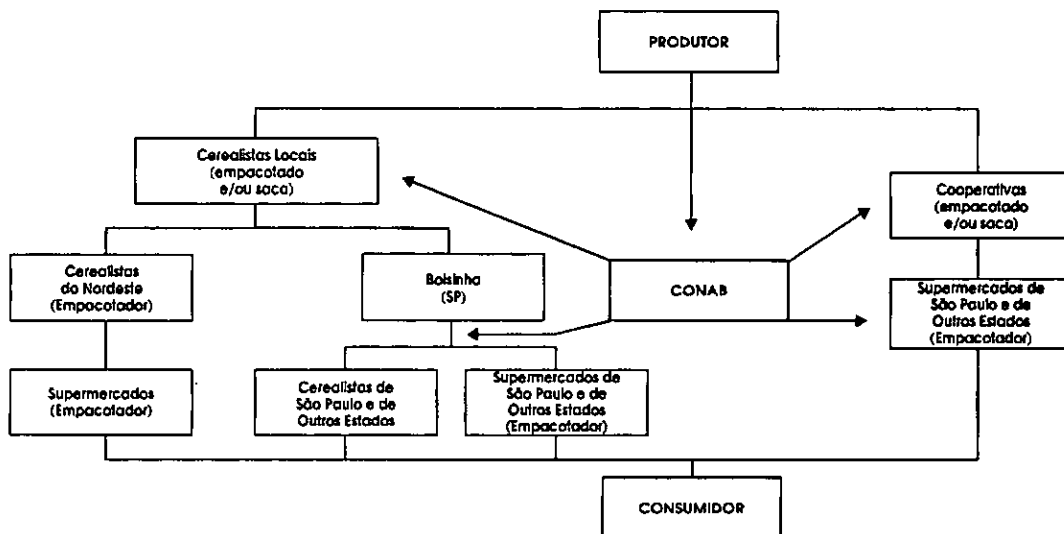 PRODUTOR
Cerealistas Locais
(empacotado
e/ou saca)
Cooperativas
(empacotado
e/ou saca)
Cerealistas
do Nordeste
(Empacotador)
Bolsinha
(SP)
CONAB
Supermercados de
São Paulo e de
Outros Estados
(Empacotador)
Supermercados
(Empacotador)
Cerealistas de
São Paulo e de
Outros Estados
Supermercados de
São Paulo e de
Outros Estados
(Empacotador)
CONSUMIDOR